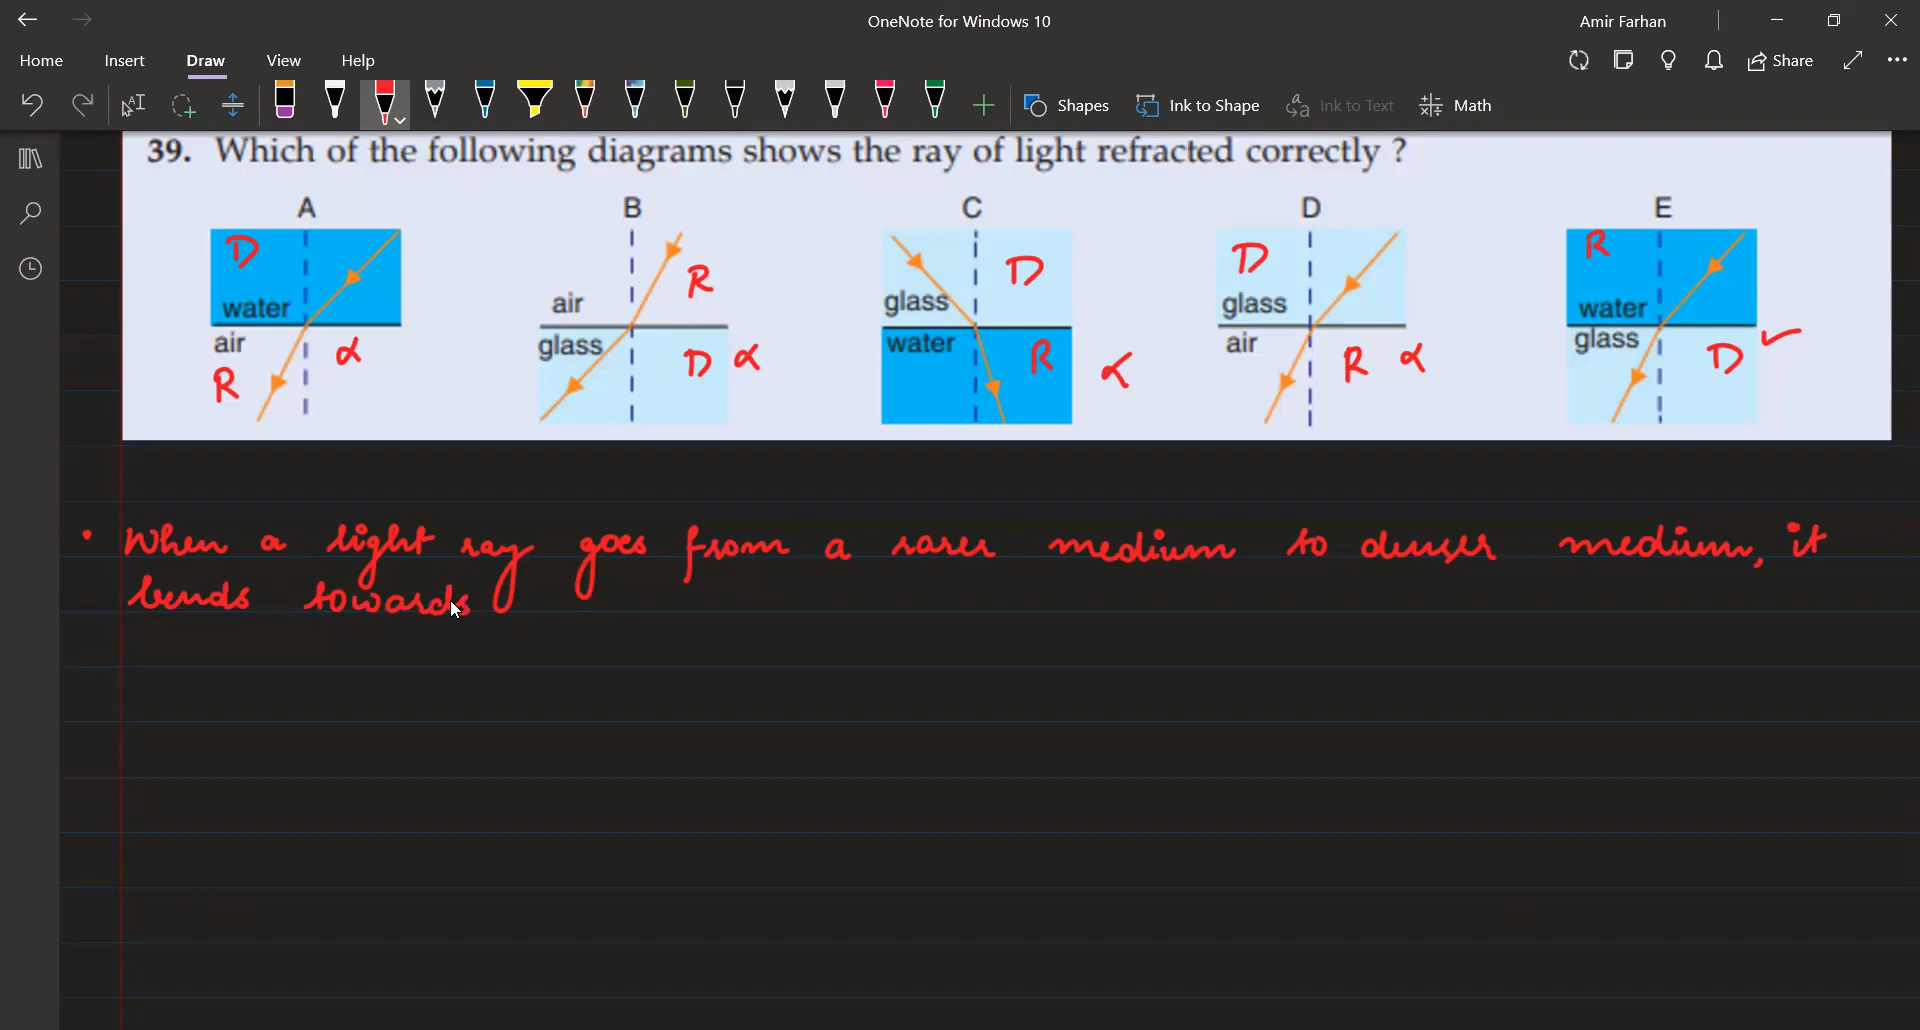 OneNote for Windows 10
Amir Farhan
Home Insert Draw View Help
Share
Shapes Ink to Shape Ink to Text Math
39. Which of the following diagrams shows the ray of light refracted correctly ?
A B C D E
D
water
air
R
α
R
air
glass
D α
D
glass
water
R
α
D
glass
air
R α
R
water
glass
D ✓
• When a light ray goes from a rarer medium to denser medium, it
bends towards